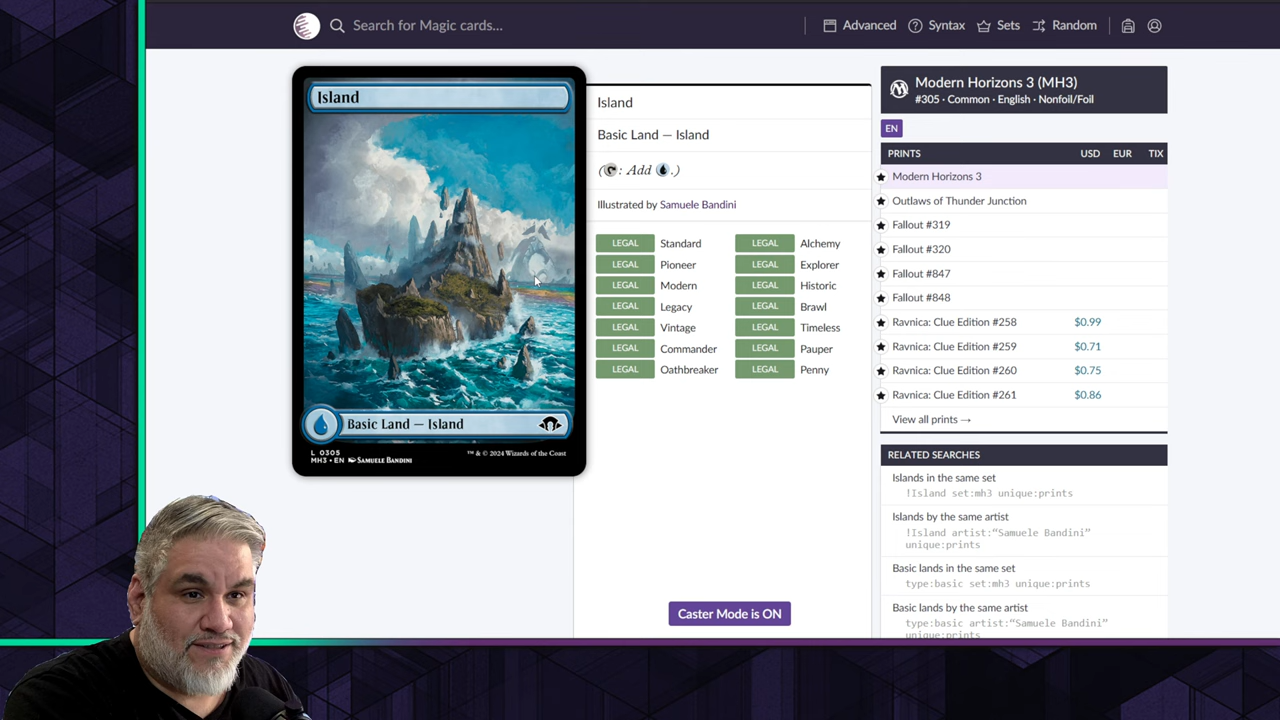 Search for Magic cards...
Advanced
Syntax
Sets
Random
Island
Basic Land — Island
L 0305
MH3 • EN SAMUELE BANDINI
™ & © 2024 Wizards of the Coast
Island
Basic Land — Island
( : Add .)
Illustrated by Samuele Bandini
LEGAL Standard LEGAL Alchemy
LEGAL Pioneer LEGAL Explorer
LEGAL Modern LEGAL Historic
LEGAL Legacy LEGAL Brawl
LEGAL Vintage LEGAL Timeless
LEGAL Commander LEGAL Pauper
LEGAL Oathbreaker LEGAL Penny
Caster Mode is ON
Modern Horizons 3 (MH3)
#305 · Common · English · Nonfoil/Foil
EN
PRINTS USD EUR TIX
Modern Horizons 3
Outlaws of Thunder Junction
Fallout #319
Fallout #320
Fallout #847
Fallout #848
Ravnica: Clue Edition #258 $0.99
Ravnica: Clue Edition #259 $0.71
Ravnica: Clue Edition #260 $0.75
Ravnica: Clue Edition #261 $0.86
View all prints →
RELATED SEARCHES
Islands in the same set
!Island set:mh3 unique:prints
Islands by the same artist
!Island artist:“Samuele Bandini”
unique:prints
Basic lands in the same set
type:basic set:mh3 unique:prints
Basic lands by the same artist
type:basic artist:“Samuele Bandini”
unique:prints